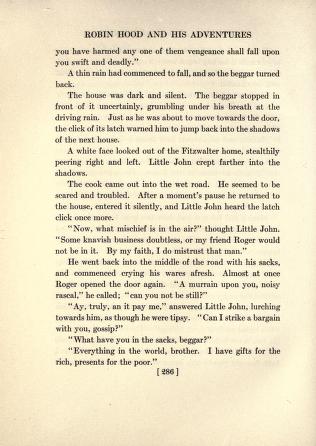 ROBIN HOOD AND HIS ADVENTURES
you have harmed any one of them vengeance shall fall upon
you swift and deadly."
A thin rain had commenced to fall, and so the beggar turned
back.
The house was dark and silent. The beggar stopped in
front of it uncertainly, grumbling under his breath at the
driving rain. Just as he was about to move towards the door,
the click of its latch warned him to jump back into the shadows
of the next house.
A white face looked out of the Fitzwalter home, stealthily
peering right and left. Little John crept farther into the
shadows.
The cook came out into the wet road. He seemed to be
scared and troubled. After a moment's pause he returned to
the house, entered it silently, and Little John heard the latch
click once more.
"Now, what mischief is in the air?" thought Little John.
"Some knavish business doubtless, or my friend Roger would
not be in it. By my faith, I do mistrust that man."
He went back into the middle of the road with his sacks,
and commenced crying his wares afresh. Almost at once
Roger opened the door again. "A murrain upon you, noisy
rascal," he called; "can you not be still?"
"Ay, truly, an it pay me," answered Little John, lurching
towards him, as though he were tipsy. "Can I strike a bargain
with you, gossip?"
"What have you in the sacks, beggar?"
"Everything in the world, brother. I have gifts for the
rich, presents for the poor."
[ 286 ]